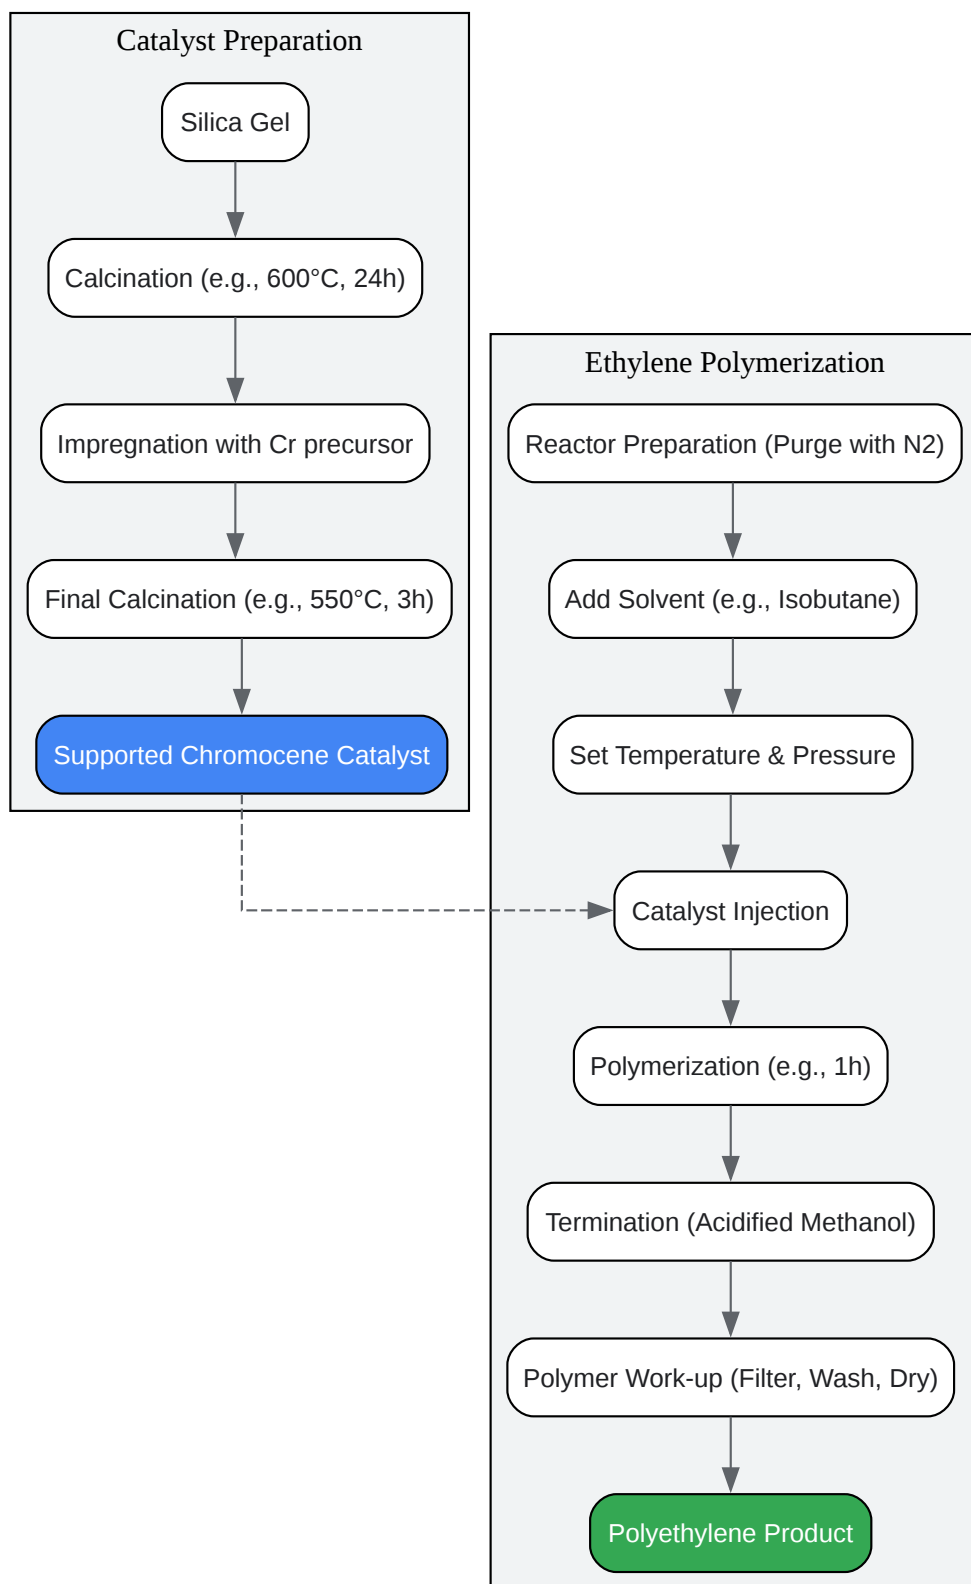 Catalyst Preparation
Silica Gel
Calcination (e.g., 600°C, 24h)
Impregnation with Cr precursor
Final Calcination (e.g., 550°C, 3h)
Supported Chromocene Catalyst
Ethylene Polymerization
Reactor Preparation (Purge with N2)
Add Solvent (e.g., Isobutane)
Set Temperature & Pressure
Catalyst Injection
Polymerization (e.g., 1h)
Termination (Acidified Methanol)
Polymer Work-up (Filter, Wash, Dry)
Polyethylene Product